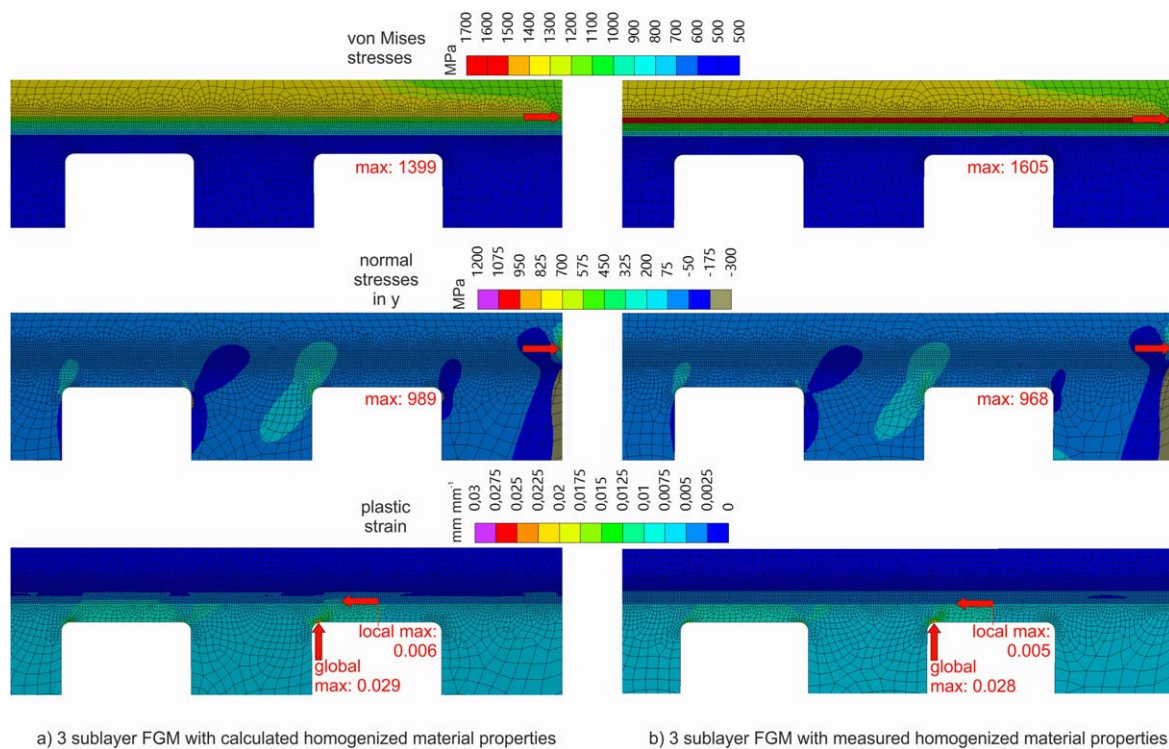 von Mises
stresses
MPa
1700
1600
1500
1400
1300
1200
1100
1000
900
800
700
600
500
500
max: 1399
max: 1605
normal
stresses
in y
MPa
1200
1075
950
825
700
575
450
325
200
75
-50
-175
-300
max: 989
max: 968
plastic
strain
mm mm⁻¹
0,03
0,0275
0,025
0,0225
0,02
0,0175
0,015
0,0125
0,01
0,0075
0,005
0,0025
0
local max:
0.006
global
max: 0.029
local max:
0.005
global
max: 0.028
a) 3 sublayer FGM with calculated homogenized material properties
b) 3 sublayer FGM with measured homogenized material properties